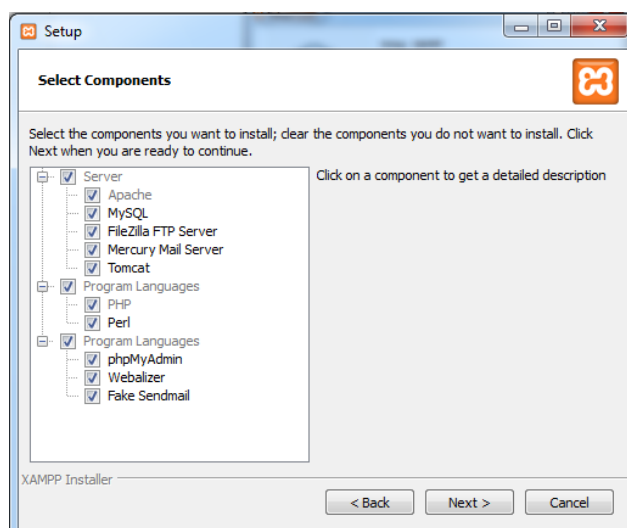 Setup
Select Components
Select the components you want to install; clear the components you do not want to install. Click
Next when you are ready to continue.
Server
Apache
MySQL
FileZilla FTP Server
Mercury Mail Server
Tomcat
Program Languages
PHP
Perl
Program Languages
phpMyAdmin
Webalizer
Fake Sendmail
Click on a component to get a detailed description
XAMPP Installer
< Back
Next >
Cancel